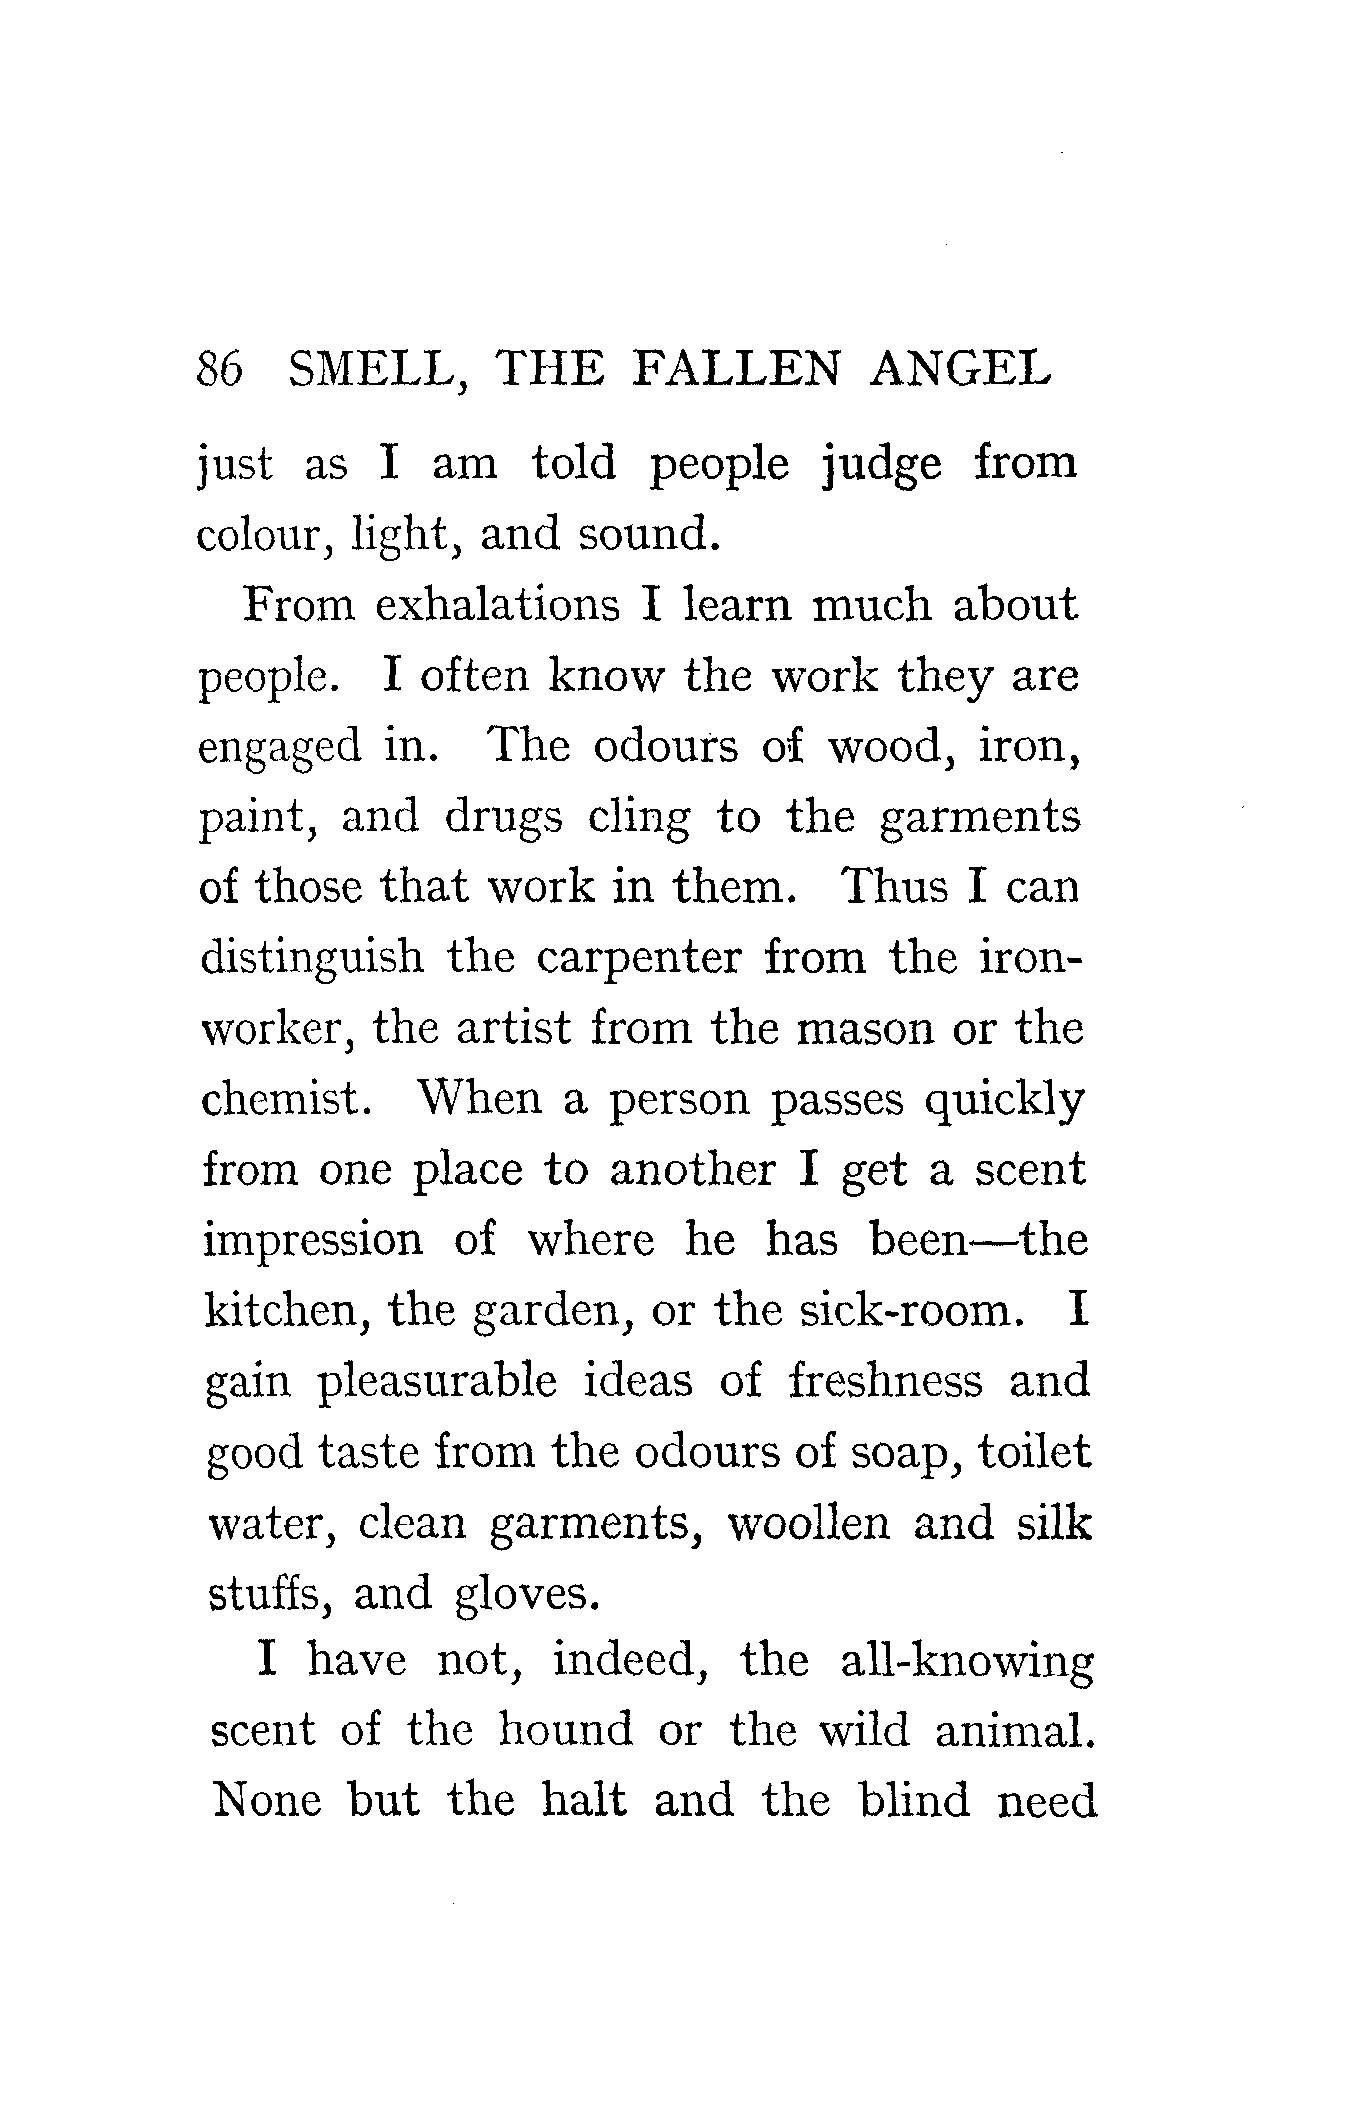 86 SMELL, THE FALLEN ANGEL
just as I am told people judge from
colour, light, and sound.
From exhalations I learn much about
people. I often know the work they are
engaged in. The odours of wood, iron,
paint, and drugs cling to the garments
of those that work in them. Thus I can
distinguish the carpenter from the iron-
worker, the artist from the mason or the
chemist. When a person passes quickly
from one place to another I get a scent
impression of where he has been—the
kitchen, the garden, or the sick-room. I
gain pleasurable ideas of freshness and
good taste from the odours of soap, toilet
water, clean garments, woollen and silk
stuffs, and gloves.
I have not, indeed, the all-knowing
scent of the hound or the wild animal.
None but the halt and the blind need